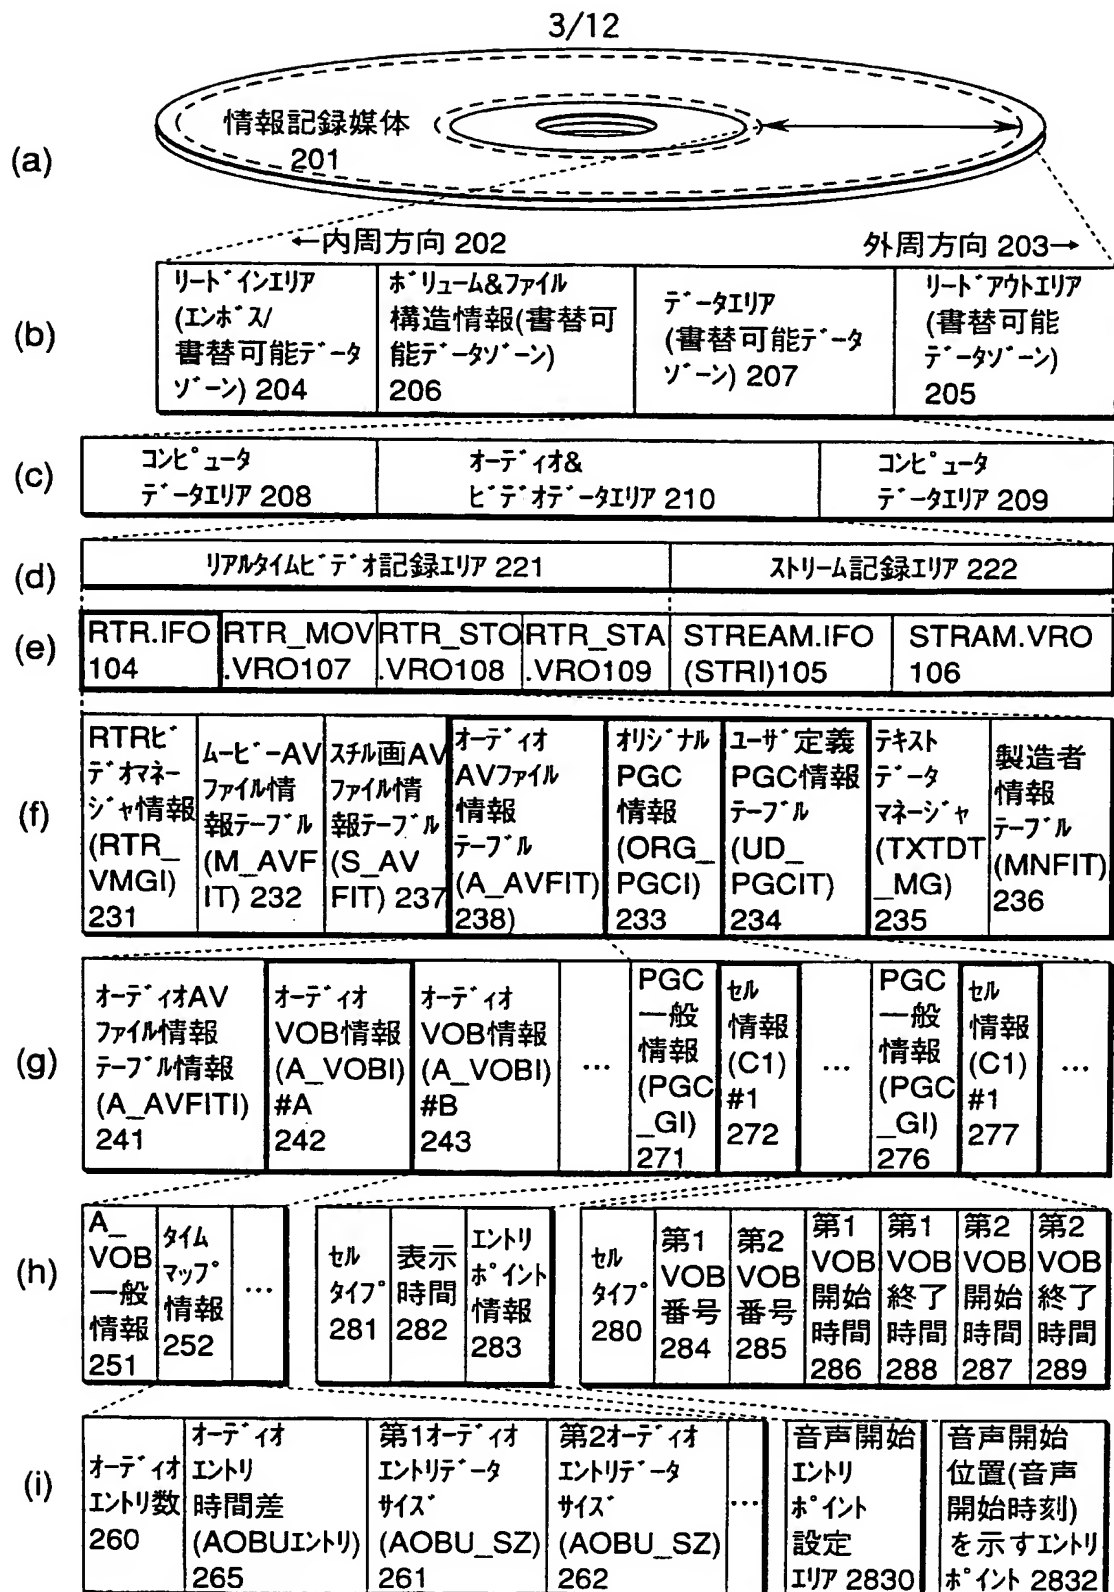 3/12
(a)
情報記録媒体
201
←内周方向 202
外周方向 203→
(b)
リードインエリア
(エンボス/
書替可能データ
ゾーン) 204
ボリューム&ファイル
構造情報(書替可
能データゾーン)
206
データエリア
(書替可能データ
ゾーン) 207
リードアウトエリア
(書替可能
データゾーン)
205
(c)
コンピュータ
データエリア 208
オーディオ&
ビデオデータエリア 210
コンピュータ
データエリア 209
(d)
リアルタイムビデオ記録エリア 221
ストリーム記録エリア 222
(e)
RTR.IFO
104
RTR_MOV
.VRO107
RTR_STO
.VRO108
RTR_STA
.VRO109
STREAM.IFO
(STRI)105
STRAM.VRO
106
(f)
RTRビ
デオマネー
ジャ情報
(RTR_
VMGI)
231
ムービーAV
ファイル情
報テーブル
(M_AVF
IT) 232
スチル画AV
ファイル情
報テーブル
(S_AV
FIT) 237
オーディオ
AVファイル
情報
テーブル
(A_AVFIT)
238)
オリジナル
PGC
情報
(ORG_
PGCI)
233
ユーザ定義
PGC情報
テーブル
(UD_
PGCIT)
234
テキスト
データ
マネージャ
(TXTDT
_MG)
235
製造者
情報
テーブル
(MNFIT)
236
(g)
オーディオAV
ファイル情報
テーブル情報
(A_AVFITI)
241
オーディオ
VOB情報
(A_VOBI)
#A
242
オーディオ
VOB情報
(A_VOBI)
#B
243
…
PGC
一般
情報
(PGC
_GI)
271
セル
情報
(C1)
#1
272
…
PGC
一般
情報
(PGC
_GI)
276
セル
情報
(C1)
#1
277
…
(h)
A_
VOB
一般
情報
251
タイム
マップ
情報
252
…
セル
タイプ
281
表示
時間
282
エントリ
ポイント
情報
283
セル
タイプ
280
第1
VOB
番号
284
第2
VOB
番号
285
第1
VOB
開始
時間
286
第1
VOB
終了
時間
288
第2
VOB
開始
時間
287
第2
VOB
終了
時間
289
(i)
オーディオ
エントリ数
260
オーディオ
エントリ
時間差
(AOBUエントリ)
265
第1オーディオ
エントリデータ
サイズ
(AOBU_SZ)
261
第2オーディオ
エントリデータ
サイズ
(AOBU_SZ)
262
…
音声開始
エントリ
ポイント
設定
エリア 2830
音声開始
位置(音声
開始時刻)
を示すエントリ
ポイント 2832